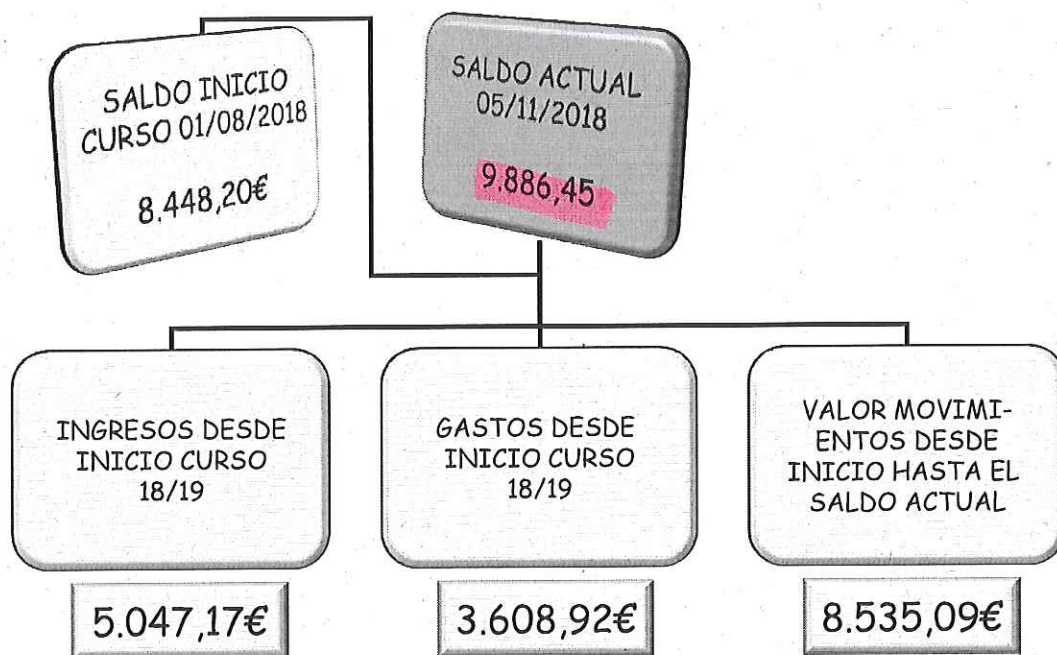 SALDO INICIO
CURSO 01/08/2018
8.448,20€
SALDO ACTUAL
05/11/2018
9.886,45
INGRESOS DESDE
INICIO CURSO
18/19
5.047,17€
GASTOS DESDE
INICIO CURSO
18/19
3.608,92€
VALOR MOVIMI-
ENTOS DESDE
INICIO HASTA EL
SALDO ACTUAL
8.535,09€